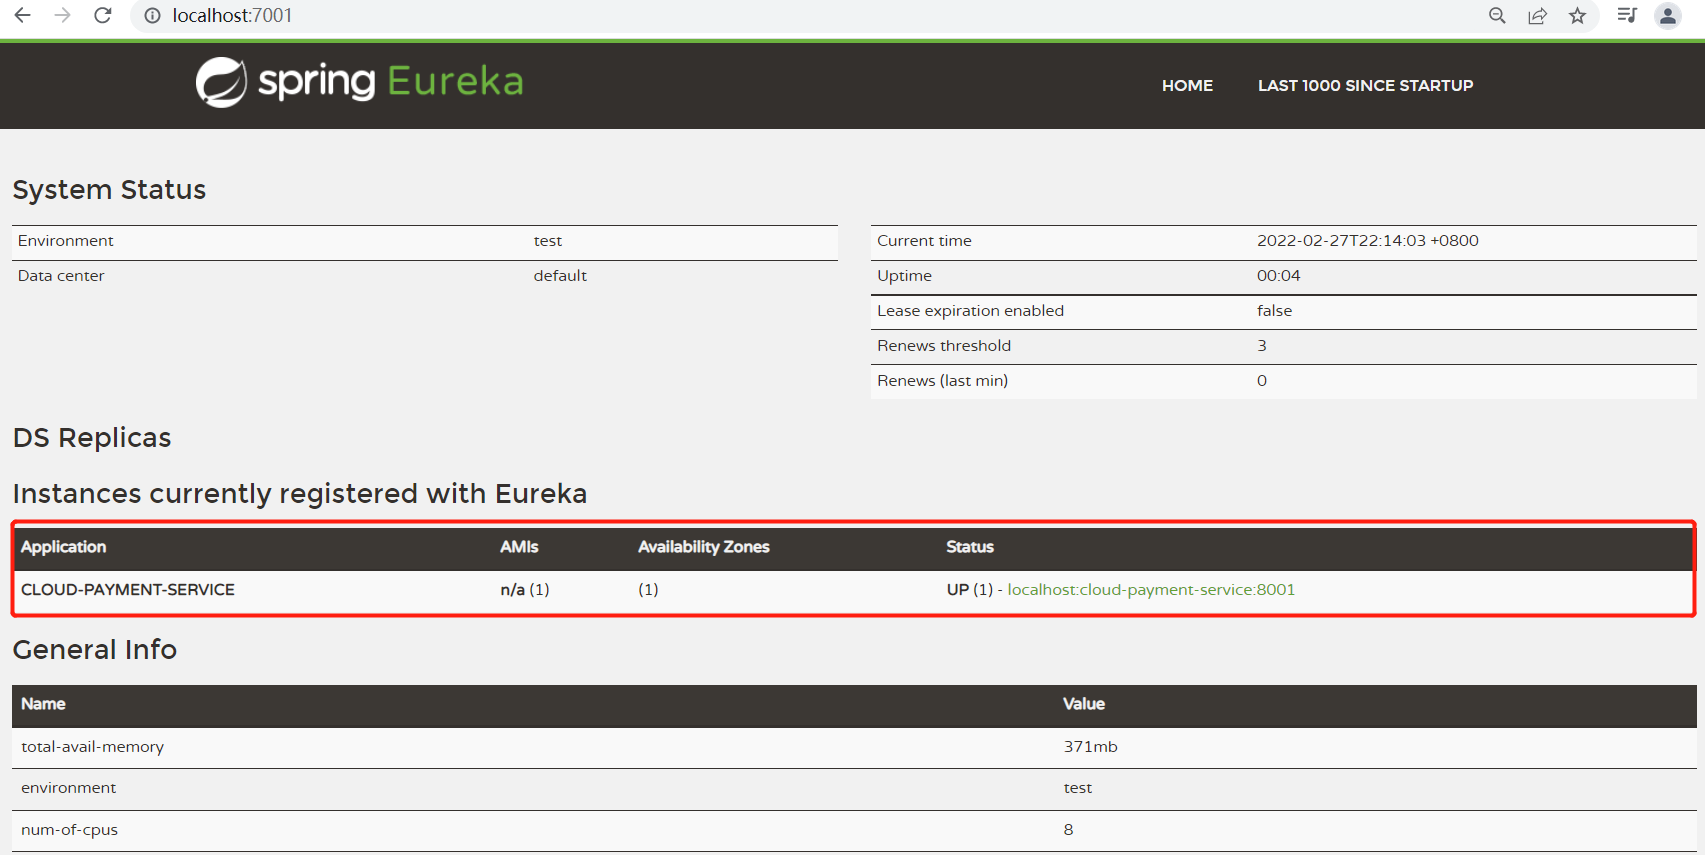 localhost:7001
spring Eureka
HOME LAST 1000 SINCE STARTUP
System Status
Environment test
Data center default
Current time 2022-02-27T22:14:03 +0800
Uptime 00:04
Lease expiration enabled false
Renews threshold 3
Renews (last min) 0
DS Replicas
Instances currently registered with Eureka
Application AMIs Availability Zones Status
CLOUD-PAYMENT-SERVICE n/a (1) (1) UP (1) - localhost:cloud-payment-service:8001
General Info
Name Value
total-avail-memory 371mb
environment test
num-of-cpus 8